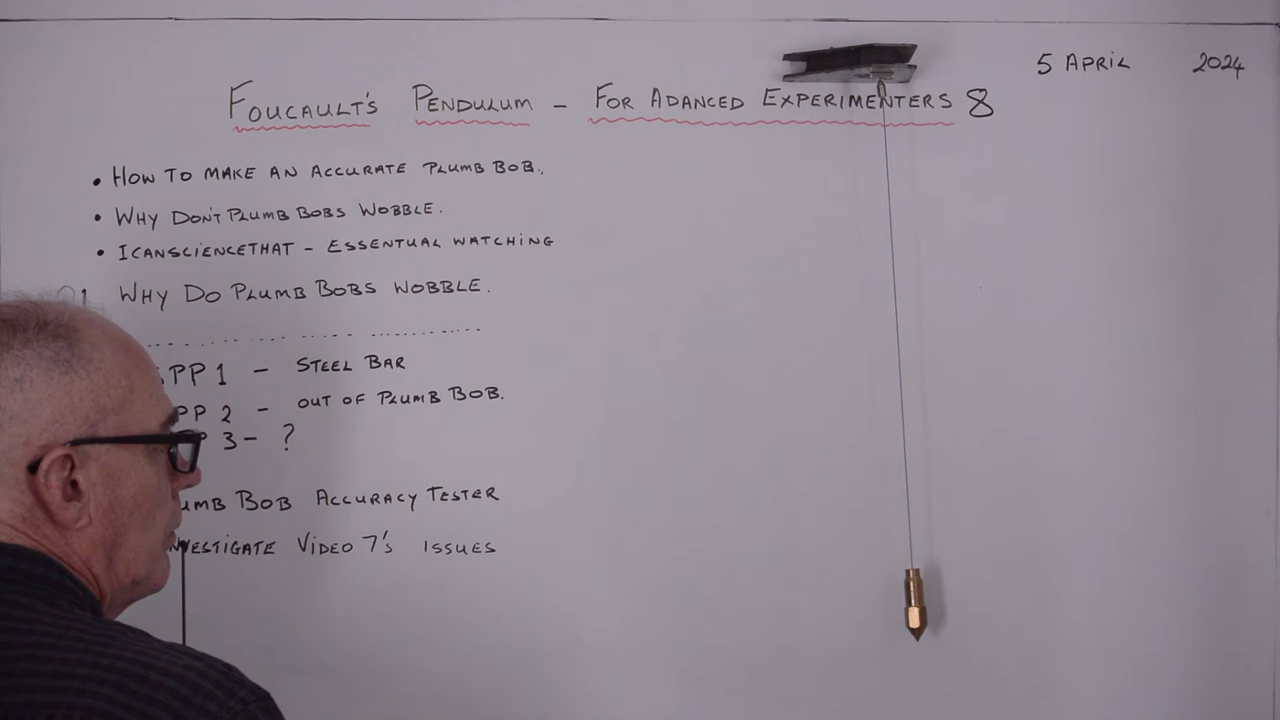 5 APRIL 2024
FOUCAULT'S PENDULUM - FOR ADANCED EXPERIMENTERS 8
• HOW TO MAKE AN ACCURATE PLUMB BOB.
• WHY DON'T PLUMB BOBS WOBBLE.
• ICANSCIENCETHAT - ESSENTUAL WATCHING
WHY DO PLUMB BOBS WOBBLE.
PP 1 - STEEL BAR
PP 2 - OUT OF PLUMB BOB.
3 - ?
UMB BOB ACCURACY TESTER
NVESTIGATE VIDEO 7'S ISSUES